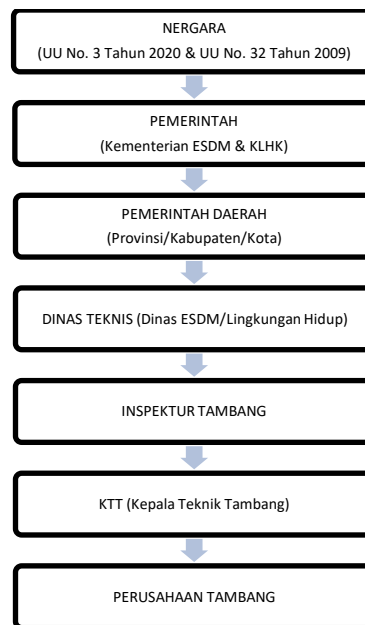 NERGARA
(UU No. 3 Tahun 2020 & UU No. 32 Tahun 2009)
PEMERINTAH
(Kementerian ESDM & KLHK)
PEMERINTAH DAERAH
(Provinsi/Kabupaten/Kota)
DINAS TEKNIS (Dinas ESDM/Lingkungan Hidup)
INSPEKTUR TAMBANG
KTT (Kepala Teknik Tambang)
PERUSAHAAN TAMBANG